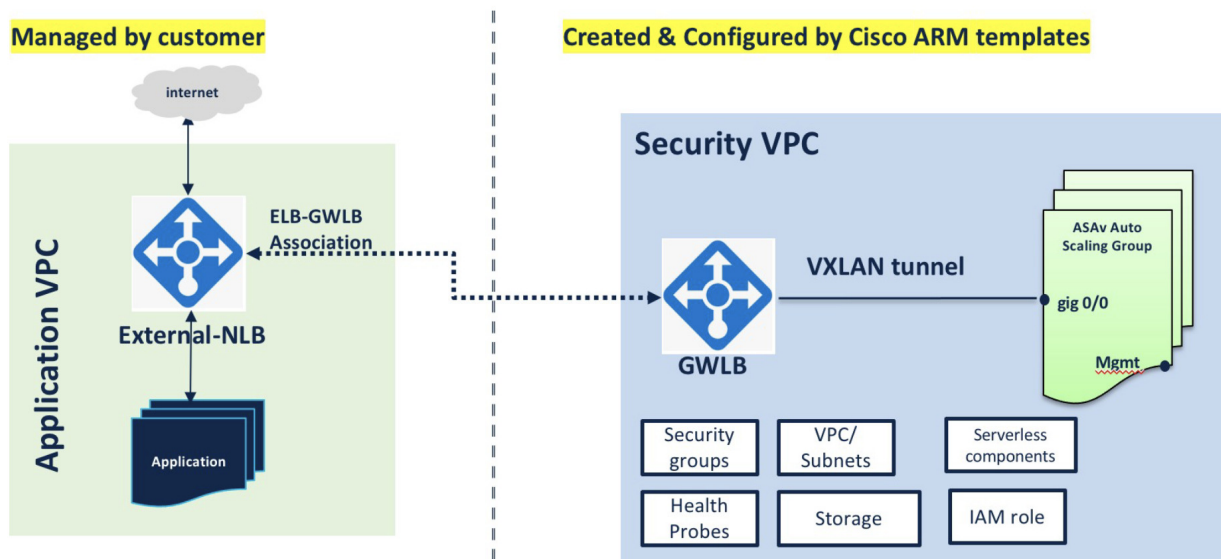 Managed by customer
Created & Configured by Cisco ARM templates
internet
Application VPC
ELB-GWLB
Association
External-NLB
Application
Security VPC
GWLB
VXLAN tunnel
ASAv Auto
Scaling Group
gig 0/0
Mgmt
Security
groups
VPC/
Subnets
Serverless
components
Health
Probes
Storage
IAM role